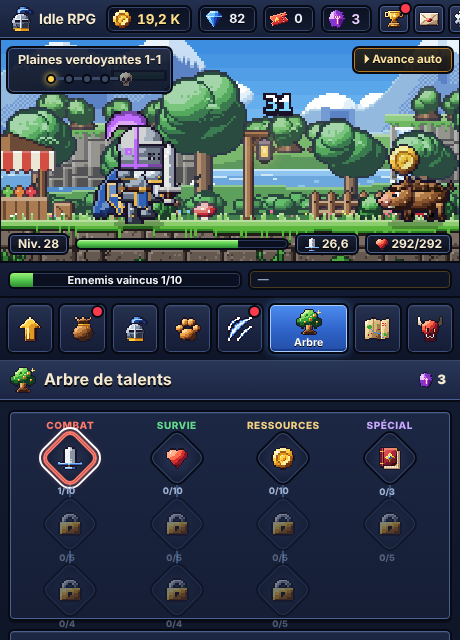 Idle RPG 19,2 K 82 0 3
Plaines verdoyantes 1-1
Avance auto
31
Niv. 28 26,6 292/292
Ennemis vaincus 1/10 —
Arbre
Arbre de talents 3
COMBAT SURVIE RESSOURCES SPÉCIAL
1/10 0/10 0/10 0/3
0/5 0/5 0/5 0/5
0/4 0/4 0/5